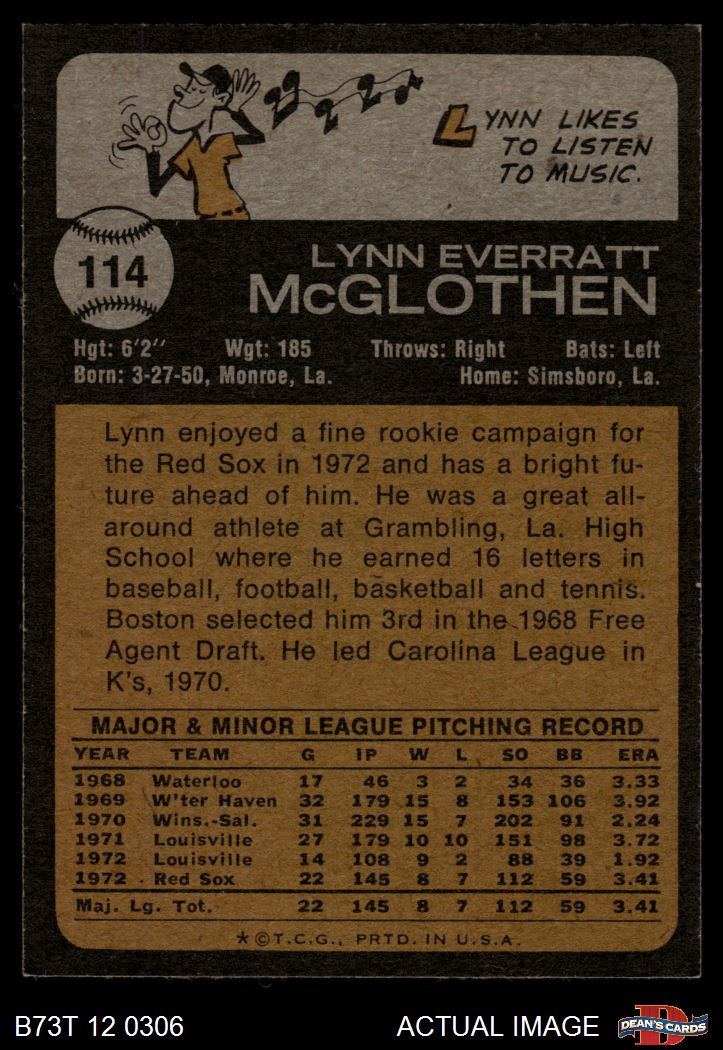 LYNN LIKES
TO LISTEN
TO MUSIC.
114
LYNN EVERRATT
McGLOTHEN
Hgt: 6'2" Wgt: 185 Throws: Right Bats: Left
Born: 3-27-50, Monroe, La. Home: Simsboro, La.
Lynn enjoyed a fine rookie campaign for
the Red Sox in 1972 and has a bright fu-
ture ahead of him. He was a great all-
around athlete at Grambling, La. High
School where he earned 16 letters in
baseball, football, basketball and tennis.
Boston selected him 3rd in the 1968 Free
Agent Draft. He led Carolina League in
K's, 1970.
MAJOR & MINOR LEAGUE PITCHING RECORD
YEAR TEAM G IP W L SO BB ERA
1968 Waterloo 17 46 3 2 34 36 3.33
1969 W'ter Haven 32 179 15 8 153 106 3.92
1970 Wins.-Sal. 31 229 15 7 202 91 2.24
1971 Louisville 27 179 10 10 151 98 3.72
1972 Louisville 14 108 9 2 88 39 1.92
1972 Red Sox 22 145 8 7 112 59 3.41
Maj. Lg. Tot. 22 145 8 7 112 59 3.41
*©T.C.G., PRTD. IN U.S.A.
B73T 12 0306 ACTUAL IMAGE D DEAN'S CARDS